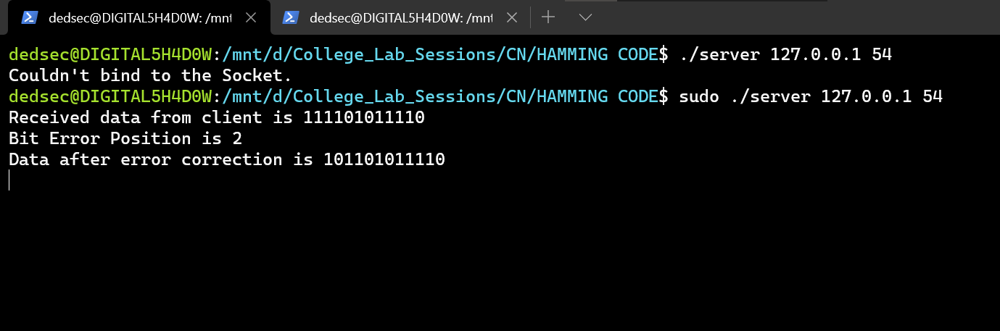 dedsec@DIGITAL5H4D0W: /mnt
dedsec@DIGITAL5H4D0W: /mnt
dedsec@DIGITAL5H4D0W:/mnt/d/College_Lab_Sessions/CN/HAMMING CODE$ ./server 127.0.0.1 54
Couldn't bind to the Socket.
dedsec@DIGITAL5H4D0W:/mnt/d/College_Lab_Sessions/CN/HAMMING CODE$ sudo ./server 127.0.0.1 54
Received data from client is 111101011110
Bit Error Position is 2
Data after error correction is 101101011110